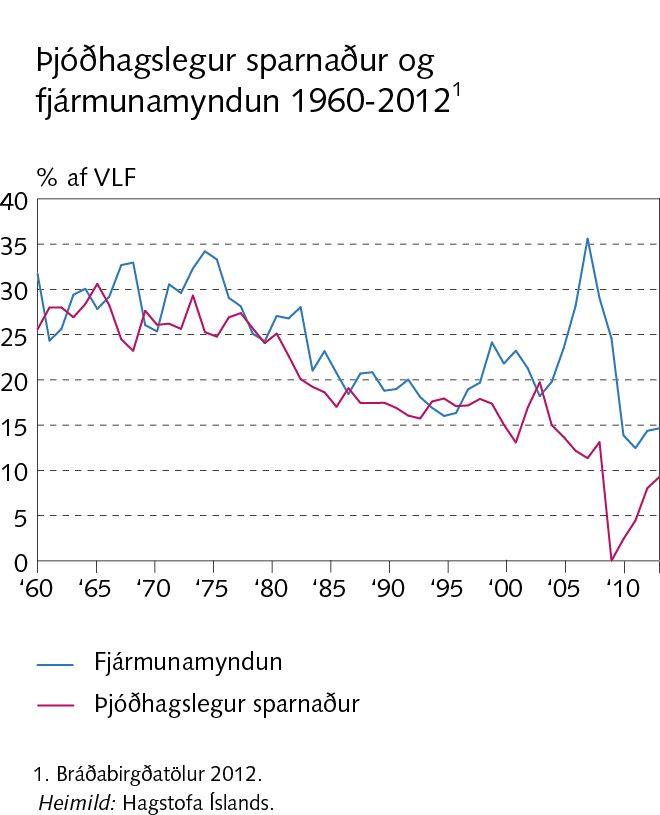 Þjóðhagslegur sparnaður og
fjármunamyndun 1960-2012¹
% af VLF
40
35
30
25
20
15
10
5
0
‘60 ‘65 ‘70 ‘75 ‘80 ‘85 ‘90 ‘95 ‘00 ‘05 ‘10
Fjármunamyndun
Þjóðhagslegur sparnaður
1. Bráðabirgðatölur 2012.
Heimild: Hagstofa Íslands.